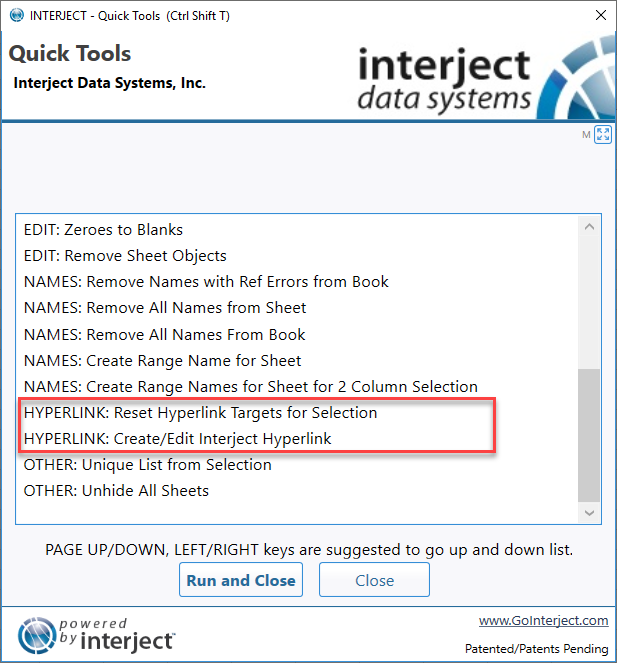 INTERJECT - Quick Tools  (Ctrl Shift T)
Quick Tools
Interject Data Systems, Inc.
interject
data systems
M
EDIT: Zeroes to Blanks
EDIT: Remove Sheet Objects
NAMES: Remove Names with Ref Errors from Book
NAMES: Remove All Names from Sheet
NAMES: Remove All Names From Book
NAMES: Create Range Name for Sheet
NAMES: Create Range Names for Sheet for 2 Column Selection
HYPERLINK: Reset Hyperlink Targets for Selection
HYPERLINK: Create/Edit Interject Hyperlink
OTHER: Unique List from Selection
OTHER: Unhide All Sheets
PAGE UP/DOWN, LEFT/RIGHT keys are suggested to go up and down list.
Run and Close
Close
powered
by interject™
www.GoInterject.com
Patented/Patents Pending